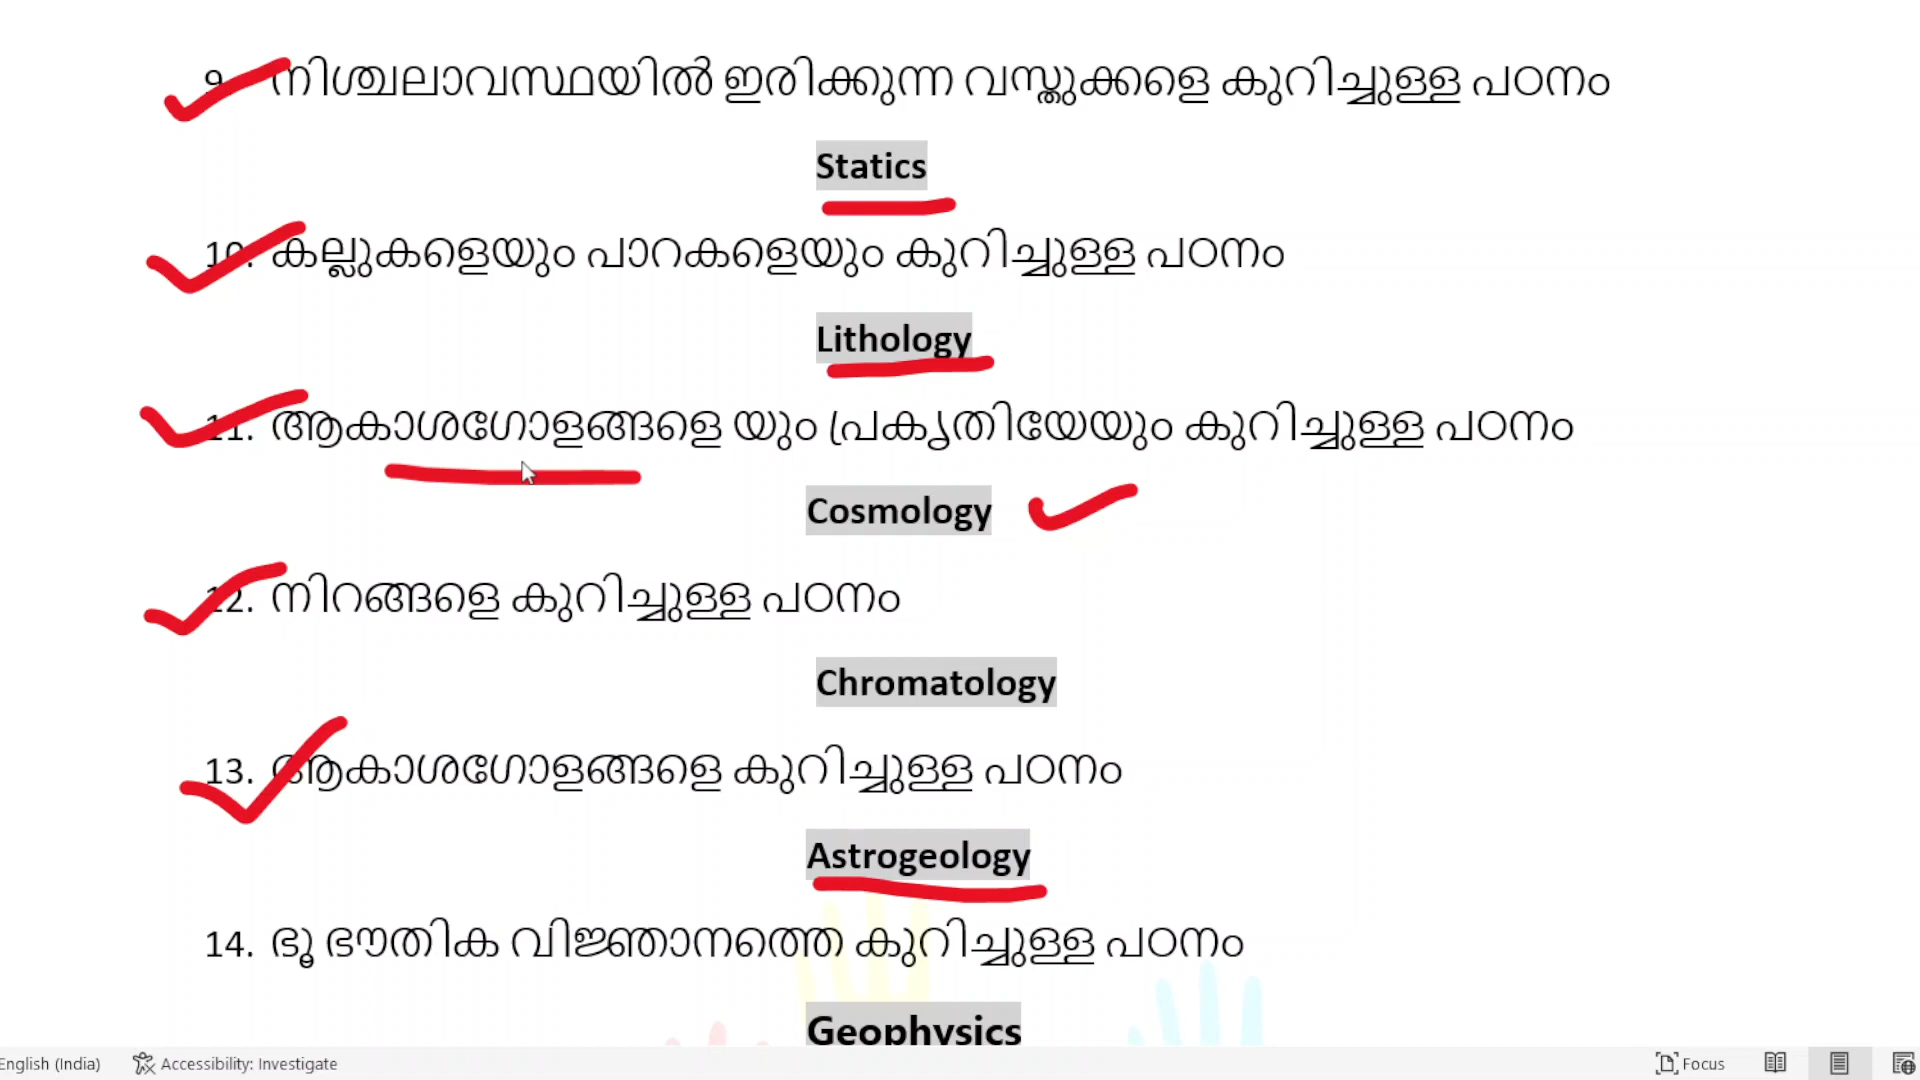 9. നിശ്ചലാവസ്ഥയിൽ ഇരിക്കുന്ന വസ്തുക്കളെ കുറിച്ചുള്ള പഠനം
Statics
10. കല്ലുകളെയും പാറകളെയും കുറിച്ചുള്ള പഠനം
Lithology
11. ആകാശഗോളങ്ങളെ യും പ്രകൃതിയേയും കുറിച്ചുള്ള പഠനം
Cosmology
12. നിറങ്ങളെ കുറിച്ചുള്ള പഠനം
Chromatology
13. ആകാശഗോളങ്ങളെ കുറിച്ചുള്ള പഠനം
Astrogeology
14. ഭൂ ഭൗതിക വിജ്ഞാനത്തെ കുറിച്ചുള്ള പഠനം
Geophysics
English (India) Accessibility: Investigate Focus